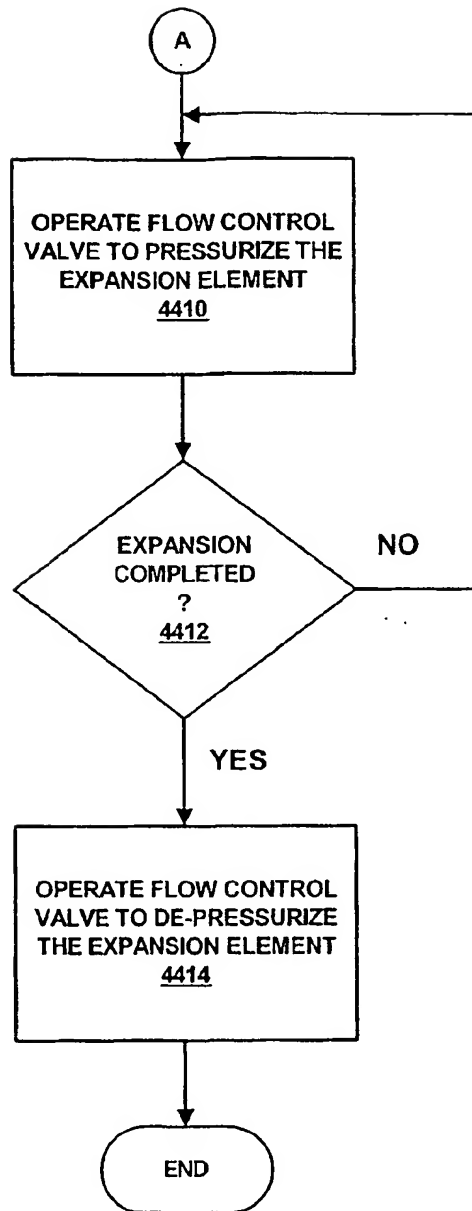 A
OPERATE FLOW CONTROL
VALVE TO PRESSURIZE THE
EXPANSION ELEMENT
4410
EXPANSION
COMPLETED
?
4412
NO
YES
OPERATE FLOW CONTROL
VALVE TO DE-PRESSURIZE
THE EXPANSION ELEMENT
4414
END